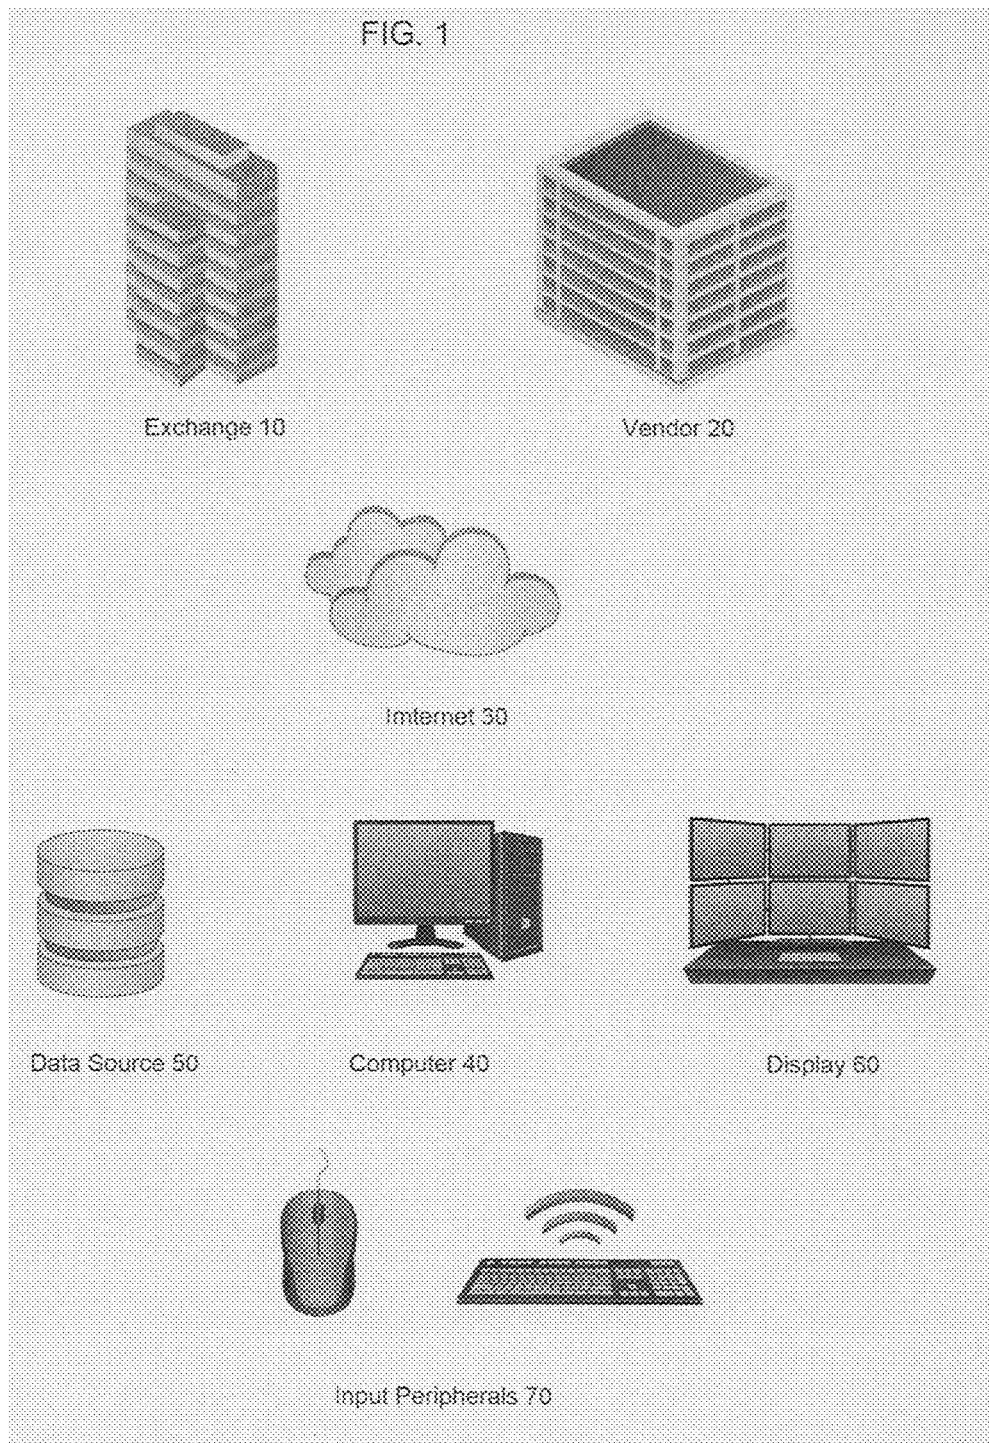 FIG. 1
Exchange 10
Vendor 20
Imternet 30
Data Source 50
Computer 40
Display 60
Input Peripherals 70